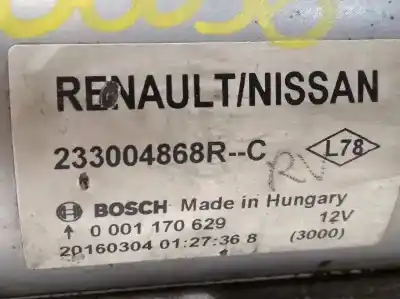 RENAULT/NISSAN
233004868R--C
L78
RV
BOSCH Made in Hungary
0 001 170 629 12V
20160304 01:27:36 8 (3000)